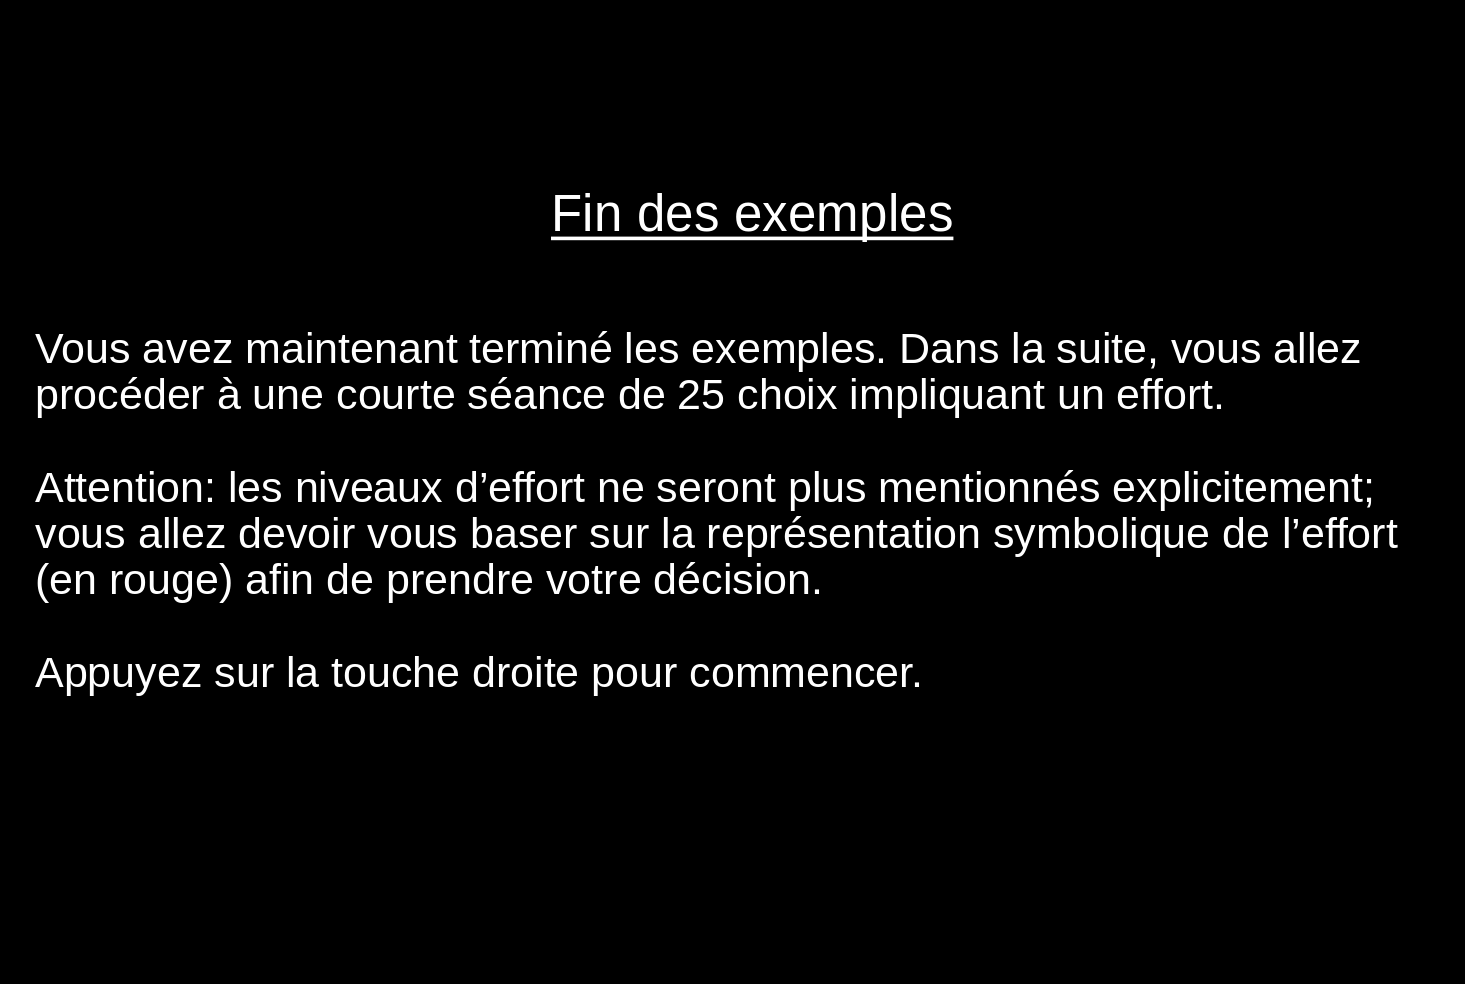 Fin des exemples
Vous avez maintenant terminé les exemples. Dans la suite, vous allez
procéder à une courte séance de 25 choix impliquant un effort.
Attention: les niveaux d’effort ne seront plus mentionnés explicitement;
vous allez devoir vous baser sur la représentation symbolique de l’effort
(en rouge) afin de prendre votre décision.
Appuyez sur la touche droite pour commencer.